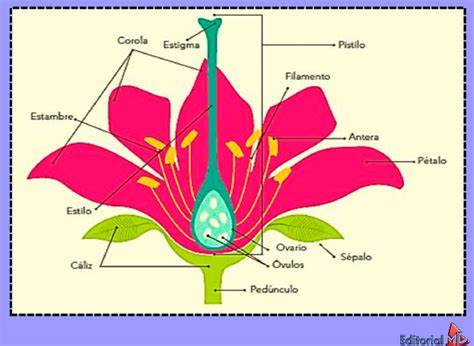 Corola
Estigma
Pistilo
Filamento
Estambre
Antera
Pétalo
Estilo
Ovario
Sépalo
Cáliz
Óvulos
Pedúnculo
Editorial MD